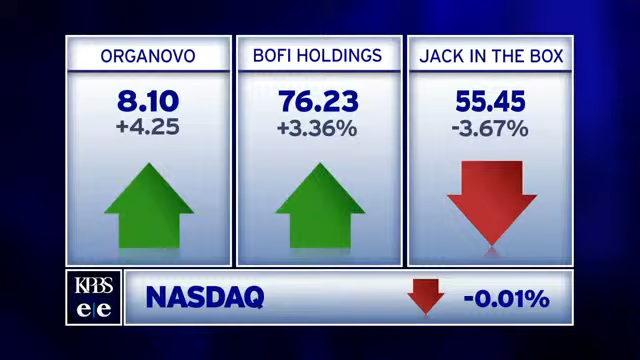 ORGANOVO
8.10
+4.25
BOFI HOLDINGS
76.23
+3.36%
JACK IN THE BOX
55.45
-3.67%
KPBS
e|e
NASDAQ
-0.01%